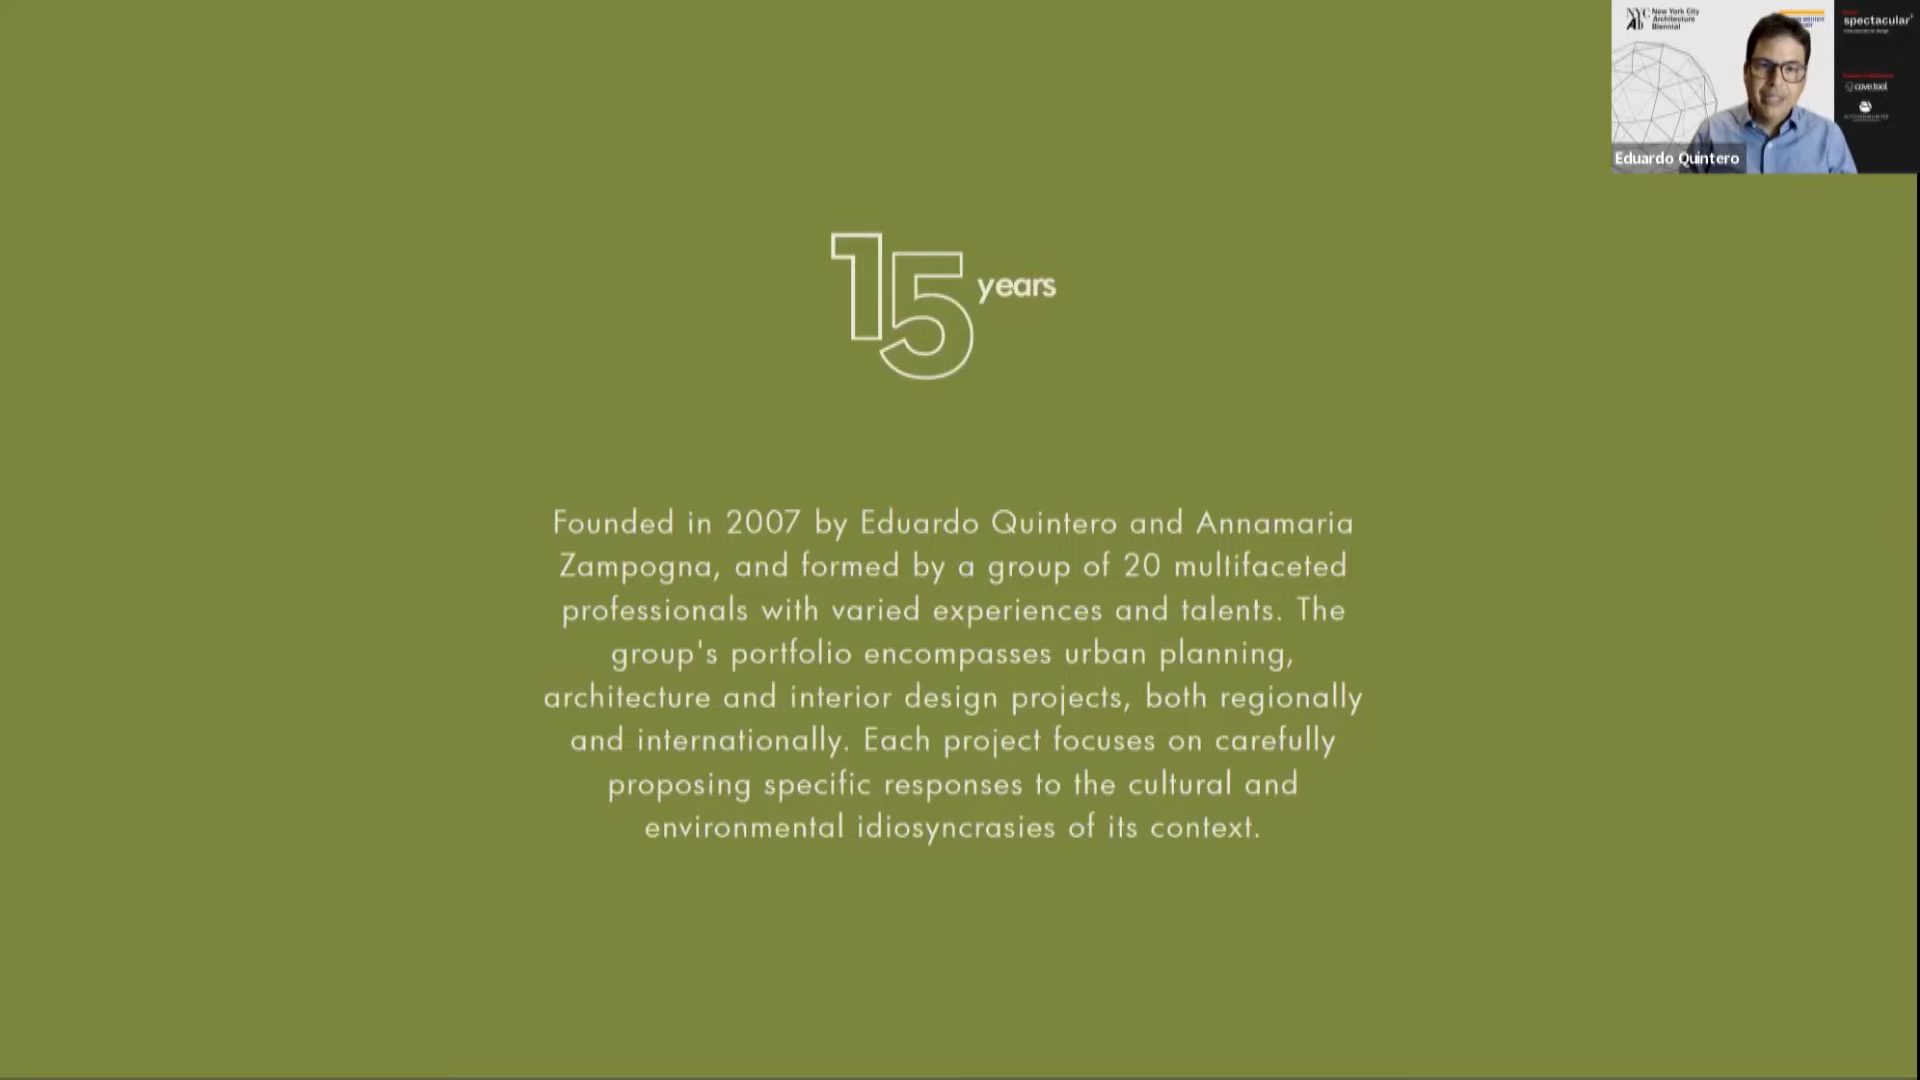 NYC
AB
New York City
Architecture
Biennial
spectacular
cove.tool
Eduardo Quintero
15 years
Founded in 2007 by Eduardo Quintero and Annamaria
Zampogna, and formed by a group of 20 multifaceted
professionals with varied experiences and talents. The
group's portfolio encompasses urban planning,
architecture and interior design projects, both regionally
and internationally. Each project focuses on carefully
proposing specific responses to the cultural and
environmental idiosyncrasies of its context.